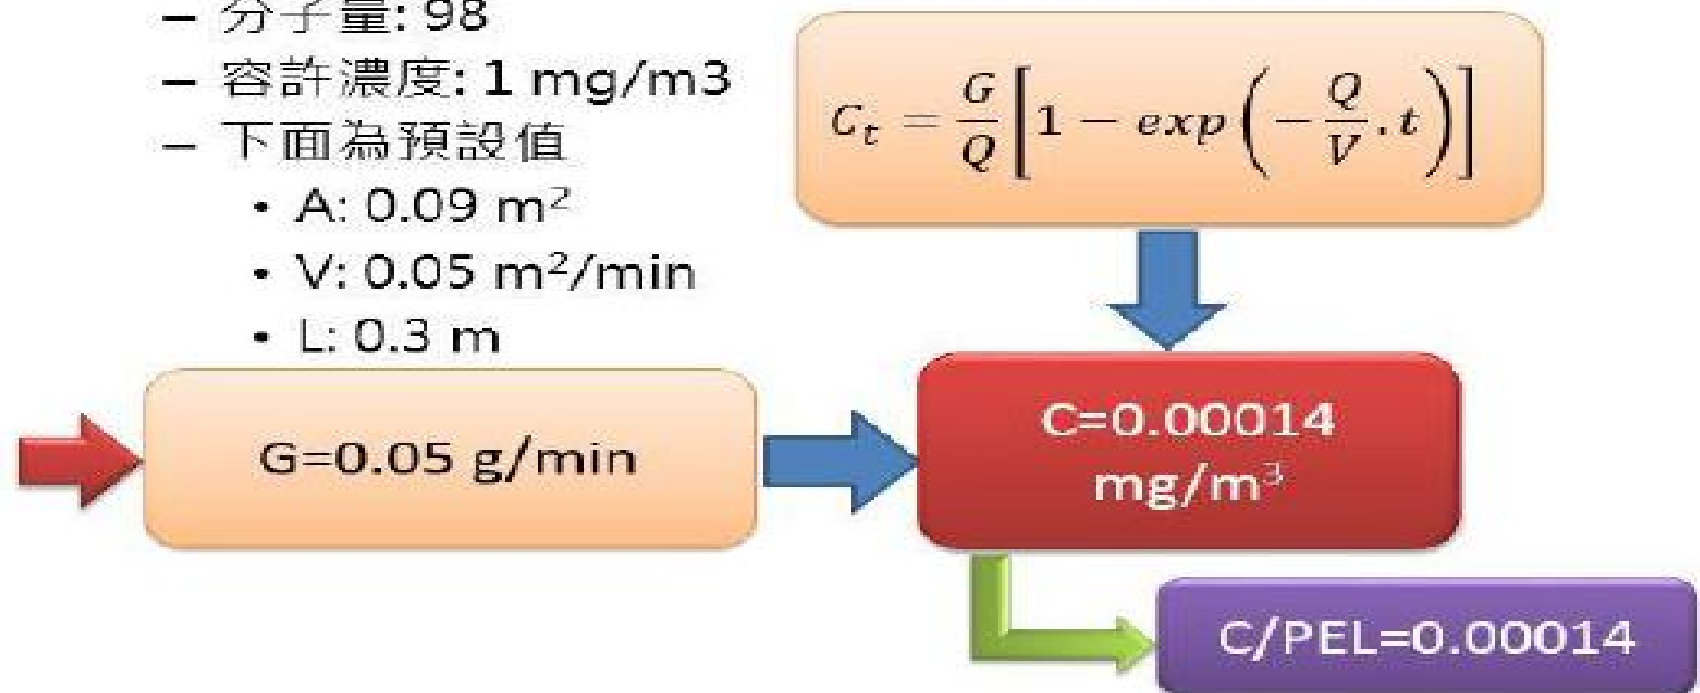 – 分子量: 98
– 容許濃度: 1 mg/m3
– 下面為預設值
• A: 0.09 m²
• V: 0.05 m²/min
• L: 0.3 m
C_t = G/Q [1 − exp(−Q/V . t)]
G=0.05 g/min
C=0.00014
mg/m³
C/PEL=0.00014